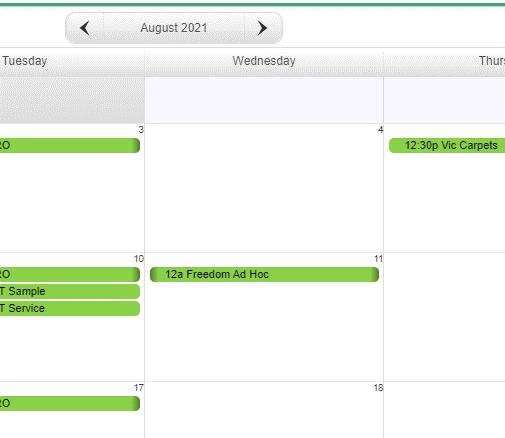 August 2021
Tuesday Wednesday Thurs
3 4
RO 12:30p Vic Carpets
10 11
RO 12a Freedom Ad Hoc
T Sample
T Service
17 18
RO